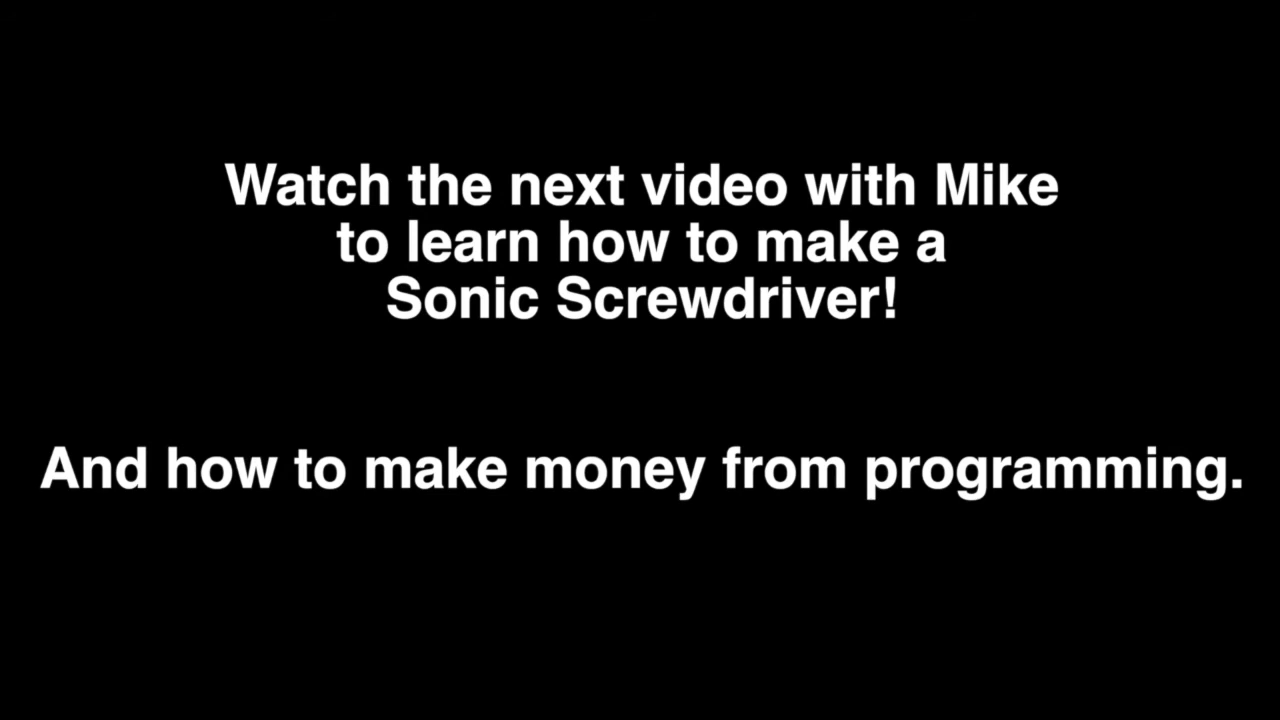 Watch the next video with Mike
to learn how to make a
Sonic Screwdriver!
And how to make money from programming.